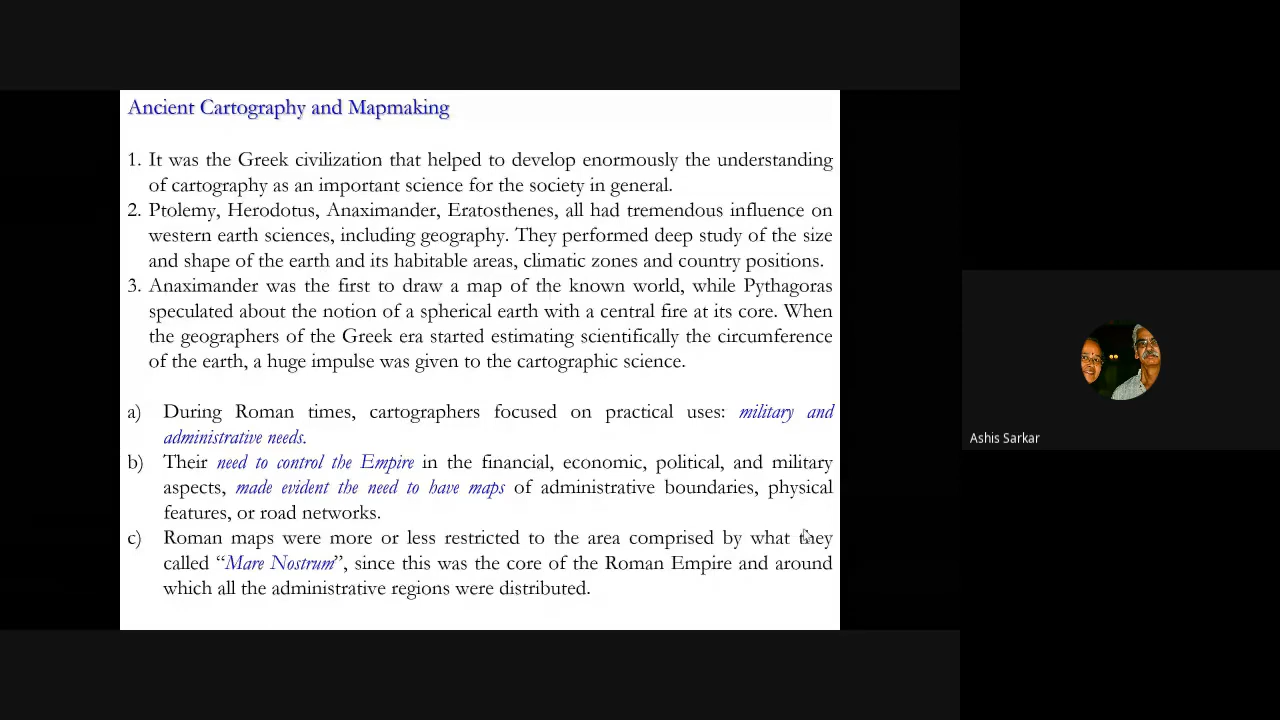 Ancient Cartography and Mapmaking
1. It was the Greek civilization that helped to develop enormously the understanding
of cartography as an important science for the society in general.
2. Ptolemy, Herodotus, Anaximander, Eratosthenes, all had tremendous influence on
western earth sciences, including geography. They performed deep study of the size
and shape of the earth and its habitable areas, climatic zones and country positions.
3. Anaximander was the first to draw a map of the known world, while Pythagoras
speculated about the notion of a spherical earth with a central fire at its core. When
the geographers of the Greek era started estimating scientifically the circumference
of the earth, a huge impulse was given to the cartographic science.
a) During Roman times, cartographers focused on practical uses: military and
administrative needs.
b) Their need to control the Empire in the financial, economic, political, and military
aspects, made evident the need to have maps of administrative boundaries, physical
features, or road networks.
c) Roman maps were more or less restricted to the area comprised by what they
called “Mare Nostrum”, since this was the core of the Roman Empire and around
which all the administrative regions were distributed.
Ashis Sarkar